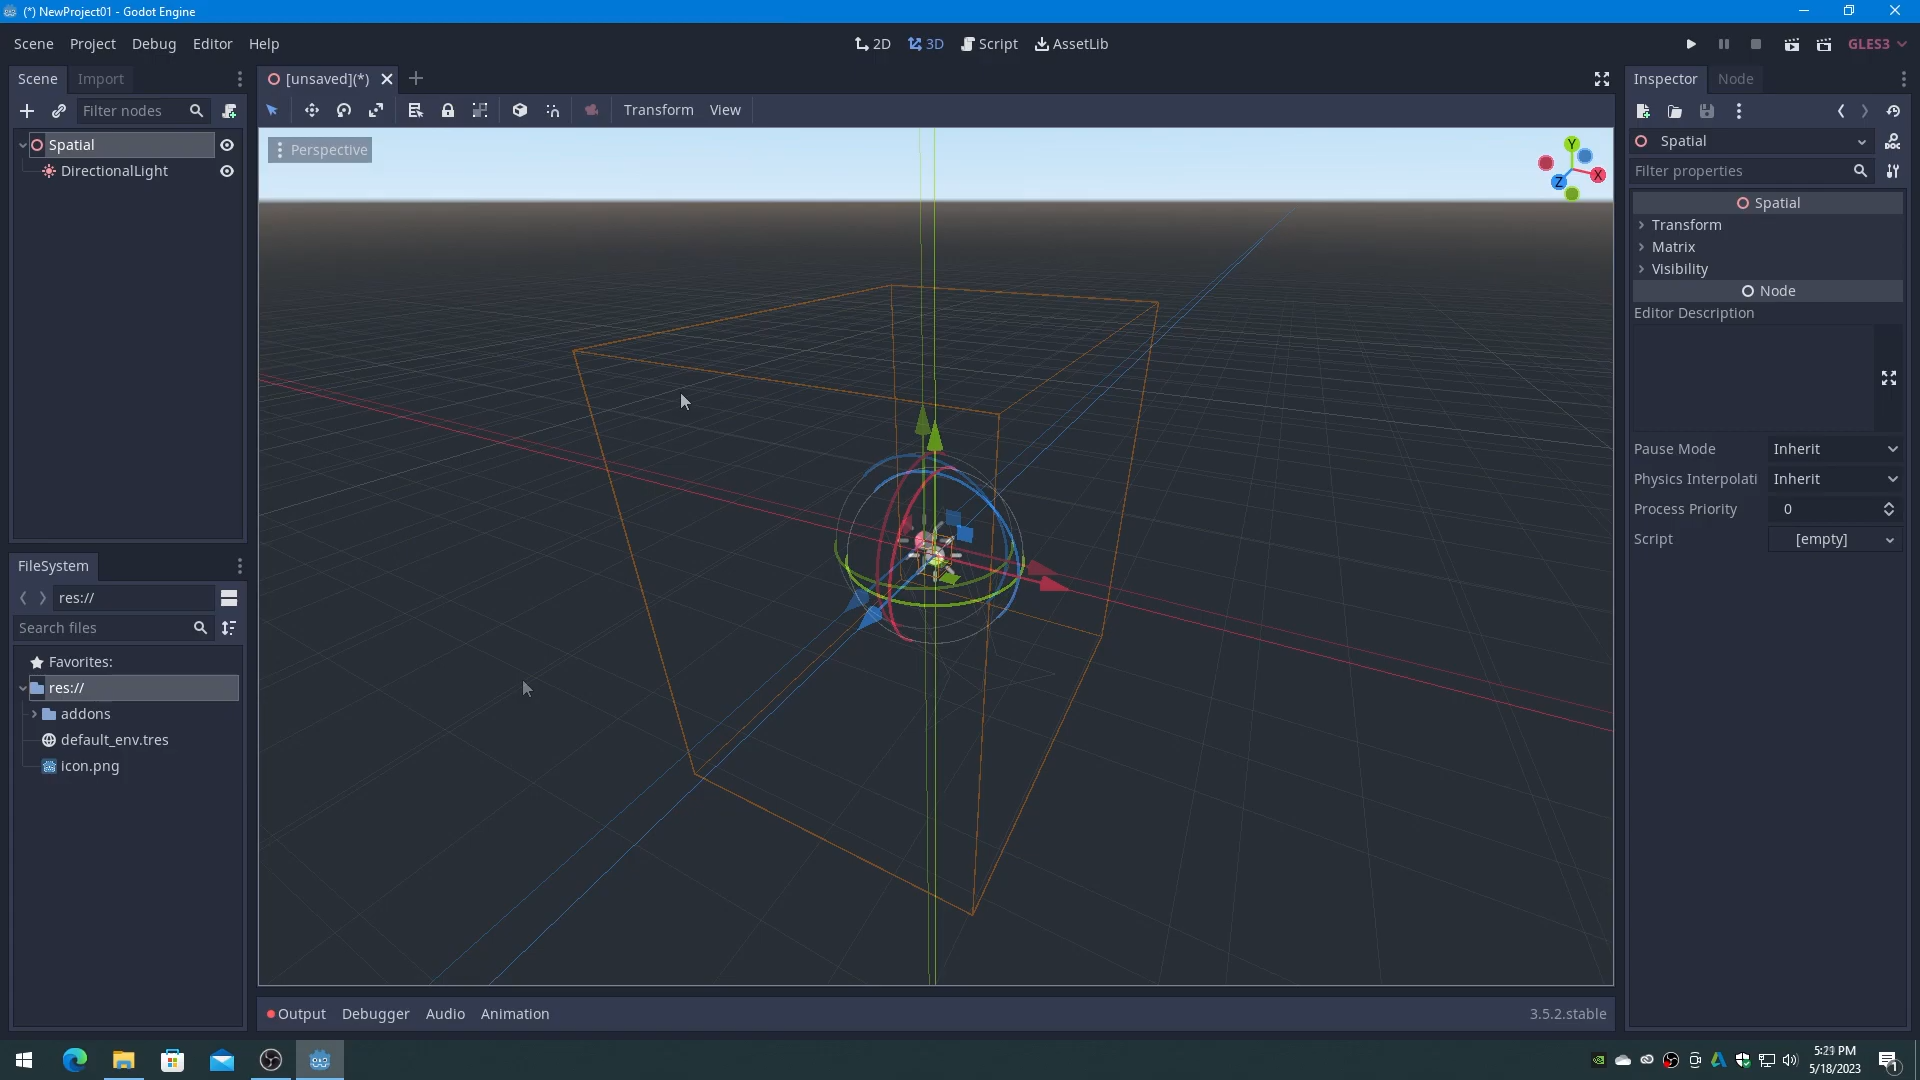 (*) NewProject01 - Godot Engine
Scene Project Debug Editor Help
2D 3D Script AssetLib
GLES3
Scene Import
[unsaved](*)
Inspector Node
Filter nodes
Transform View
Spatial
DirectionalLight
Perspective
Y
X
Z
Spatial
Filter properties
Spatial
Transform
Matrix
Visibility
Node
Editor Description
Pause Mode Inherit
Physics Interpolati Inherit
Process Priority 0
Script [empty]
FileSystem
res://
Search files
Favorites:
res://
addons
default_env.tres
icon.png
Output Debugger Audio Animation
3.5.2.stable
5:21 PM
5/18/2023
1